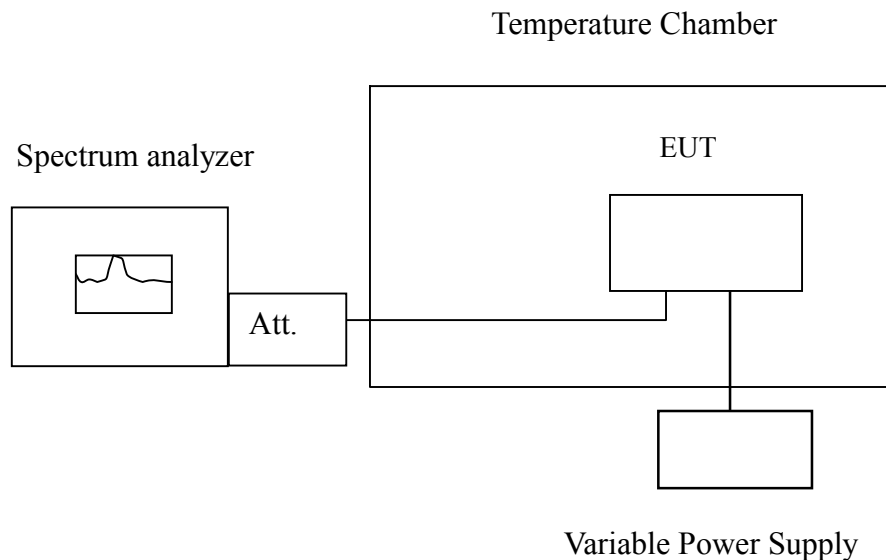 Temperature Chamber
Spectrum analyzer
EUT
Att.
Variable Power Supply